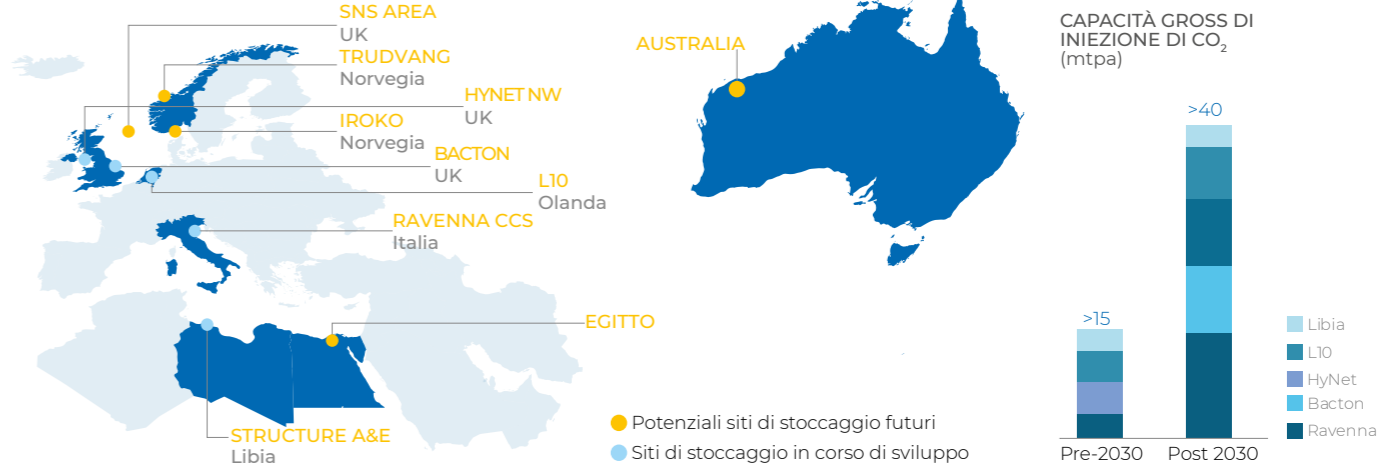 SNS AREA
UK
TRUDVANG
Norvegia
HYNET NW
UK
IROKO
Norvegia
BACTON
UK
L10
Olanda
RAVENNA CCS
Italia
EGITTO
STRUCTURE A&E
Libia
AUSTRALIA
Potenziali siti di stoccaggio futuri
Siti di stoccaggio in corso di sviluppo
CAPACITÀ GROSS DI
INIEZIONE DI CO₂
(mtpa)
>15
>40
Pre-2030
Post 2030
Libia
L10
HyNet
Bacton
Ravenna